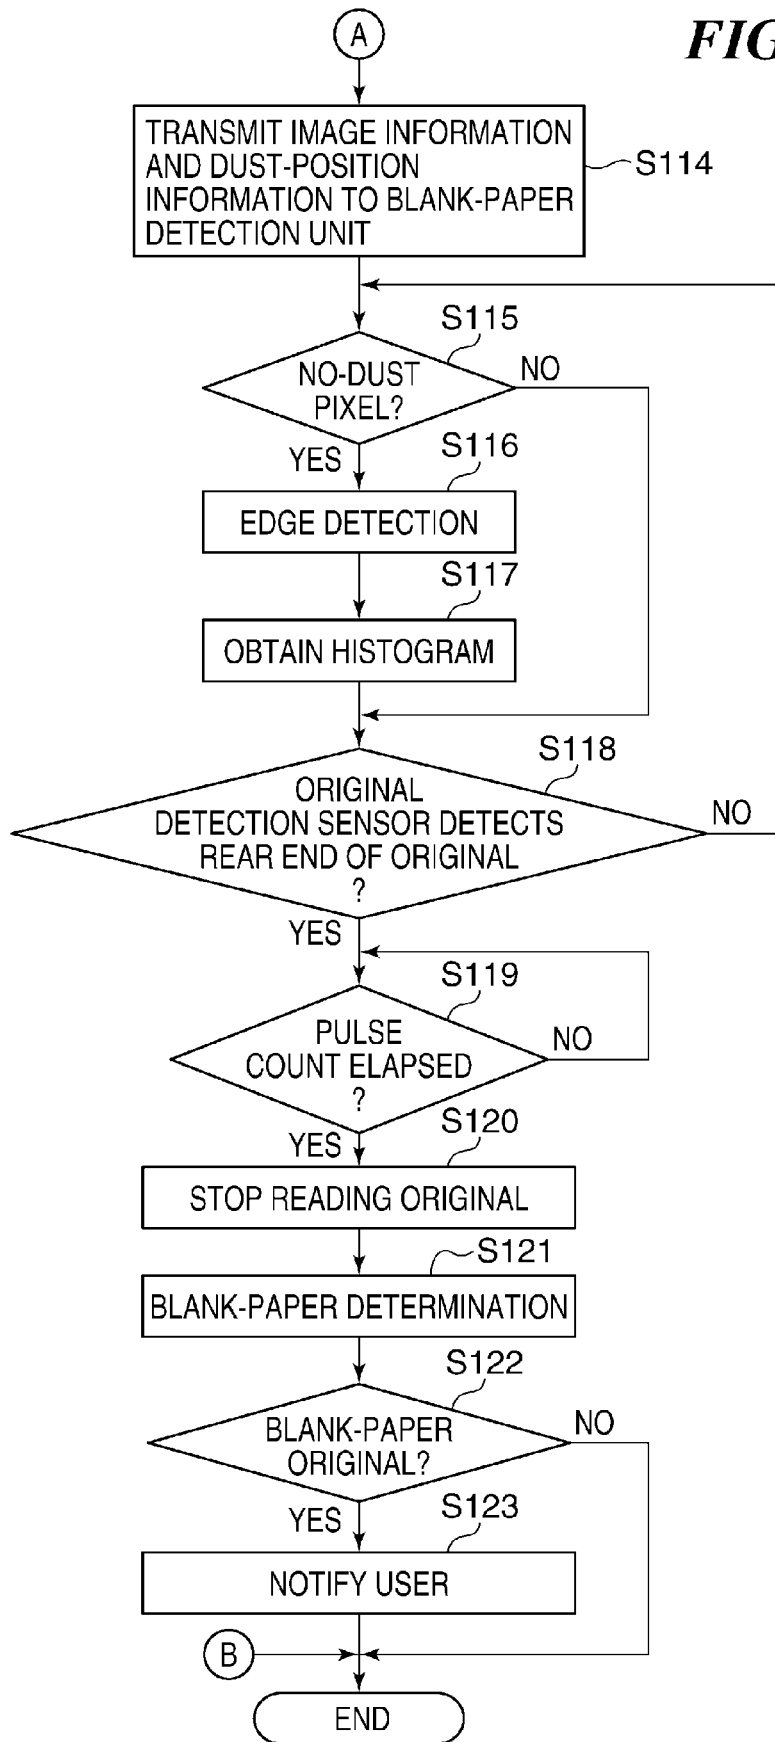 A
FIG
TRANSMIT IMAGE INFORMATION
AND DUST-POSITION
INFORMATION TO BLANK-PAPER
DETECTION UNIT
S114
S115
NO-DUST
PIXEL?
NO
YES
S116
EDGE DETECTION
S117
OBTAIN HISTOGRAM
S118
ORIGINAL
DETECTION SENSOR DETECTS
REAR END OF ORIGINAL
?
NO
YES
S119
PULSE
COUNT ELAPSED
?
NO
YES
S120
STOP READING ORIGINAL
S121
BLANK-PAPER DETERMINATION
S122
BLANK-PAPER
ORIGINAL?
NO
YES
S123
NOTIFY USER
B
END